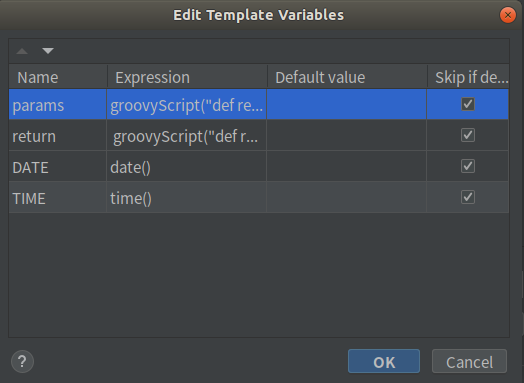 Edit Template Variables
Name Expression Default value Skip if de...
params groovyScript("def re...
return groovyScript("def r...
DATE date()
TIME time()
? OK Cancel